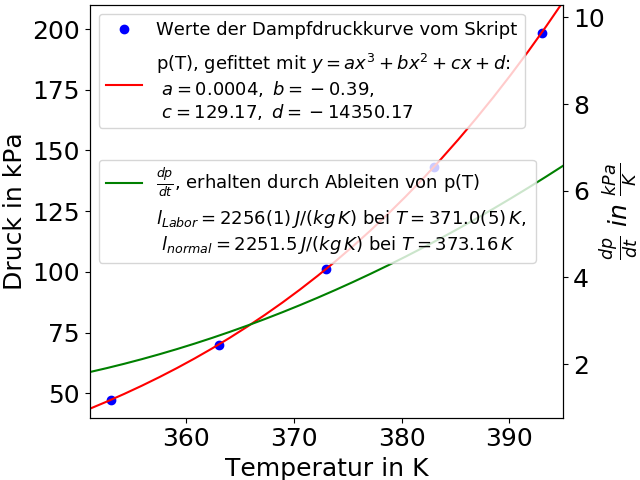 Werte der Dampfdruckkurve vom Skript
p(T), gefittet mit y = ax³ + bx² + cx + d:
a = 0.0004, b = −0.39,
c = 129.17, d = −14350.17
dp/dt, erhalten durch Ableiten von p(T)
l_Labor = 2256(1) J/(kg K) bei T = 371.0(5) K,
l_normal = 2251.5 J/(kg K) bei T = 373.16 K
Druck in kPa
200
175
150
125
100
75
50
10
8
6
4
2
dp/dt in kPa/K
360
370
380
390
Temperatur in K